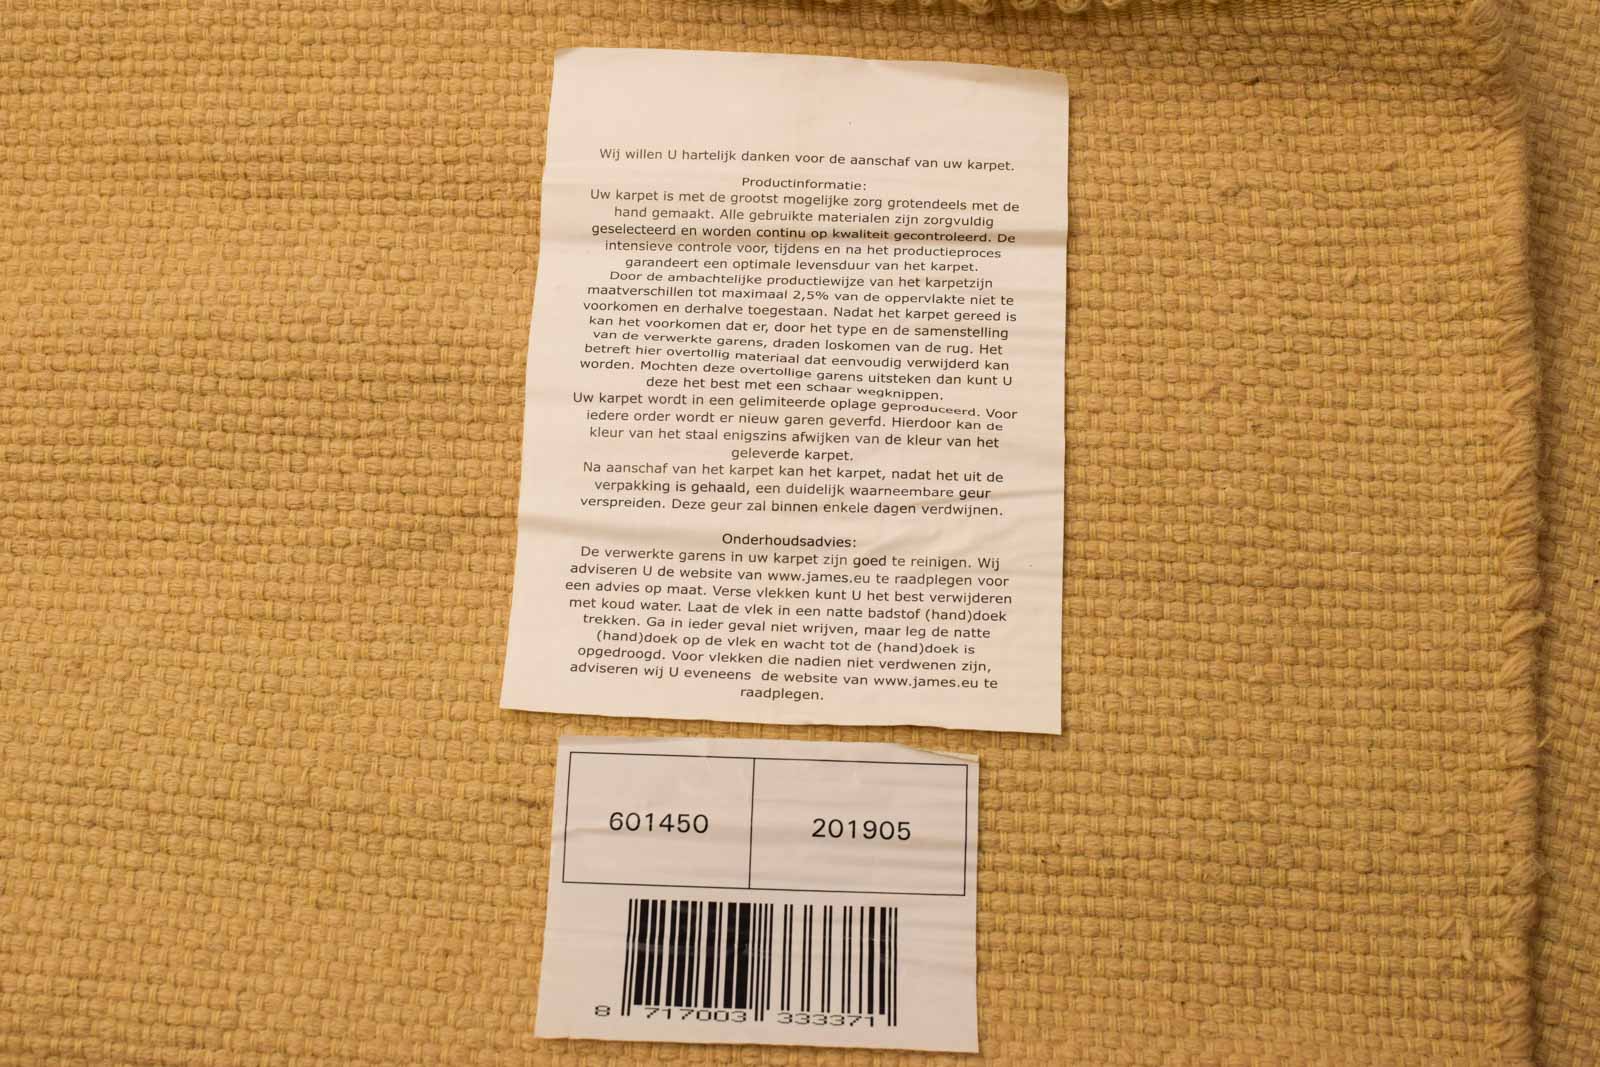 Wij willen U hartelijk danken voor de aanschaf van uw karpet.
Productinformatie:
Uw karpet is met de grootst mogelijke zorg grotendeels met de
hand gemaakt. Alle gebruikte materialen zijn zorgvuldig
geselecteerd en worden continu op kwaliteit gecontroleerd. De
intensieve controle voor, tijdens en na het productieproces
garandeert een optimale levensduur van het karpet.
Door de ambachtelijke productiewijze van het karpetzijn
maatverschillen tot maximaal 2,5% van de oppervlakte niet te
voorkomen en derhalve toegestaan. Nadat het karpet gereed is
kan het voorkomen dat er, door het type en de samenstelling
van de verwerkte garens, draden loskomen van de rug. Het
betreft hier overtollig materiaal dat eenvoudig verwijderd kan
worden. Mochten deze overtollige garens uitsteken dan kunt U
deze het best met een schaar wegknippen.
Uw karpet wordt in een gelimiteerde oplage geproduceerd. Voor
iedere order wordt er nieuw garen geverfd. Hierdoor kan de
kleur van het staal enigszins afwijken van de kleur van het
geleverde karpet.
Na aanschaf van het karpet kan het karpet, nadat het uit de
verpakking is gehaald, een duidelijk waarneembare geur
verspreiden. Deze geur zal binnen enkele dagen verdwijnen.
Onderhoudsadvies:
De verwerkte garens in uw karpet zijn goed te reinigen. Wij
adviseren U de website van www.james.eu te raadplegen voor
een advies op maat. Verse vlekken kunt U het best verwijderen
met koud water. Laat de vlek in een natte badstof (hand)doek
trekken. Ga in ieder geval niet wrijven, maar leg de natte
(hand)doek op de vlek en wacht tot de (hand)doek is
opgedroogd. Voor vlekken die nadien niet verdwenen zijn,
adviseren wij U eveneens  de website van www.james.eu te
raadplegen.
601450 201905
8 717003 333371